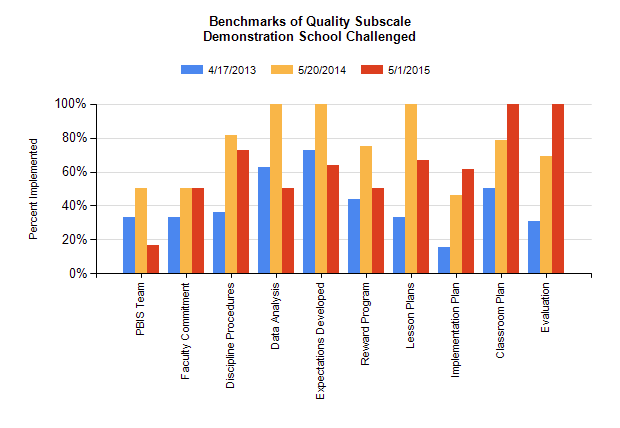 Benchmarks of Quality Subscale
Demonstration School Challenged
4/17/2013 5/20/2014 5/1/2015
Percent Implemented
100%
80%
60%
40%
20%
0%
PBIS Team
Faculty Commitment
Discipline Procedures
Data Analysis
Expectations Developed
Reward Program
Lesson Plans
Implementation Plan
Classroom Plan
Evaluation